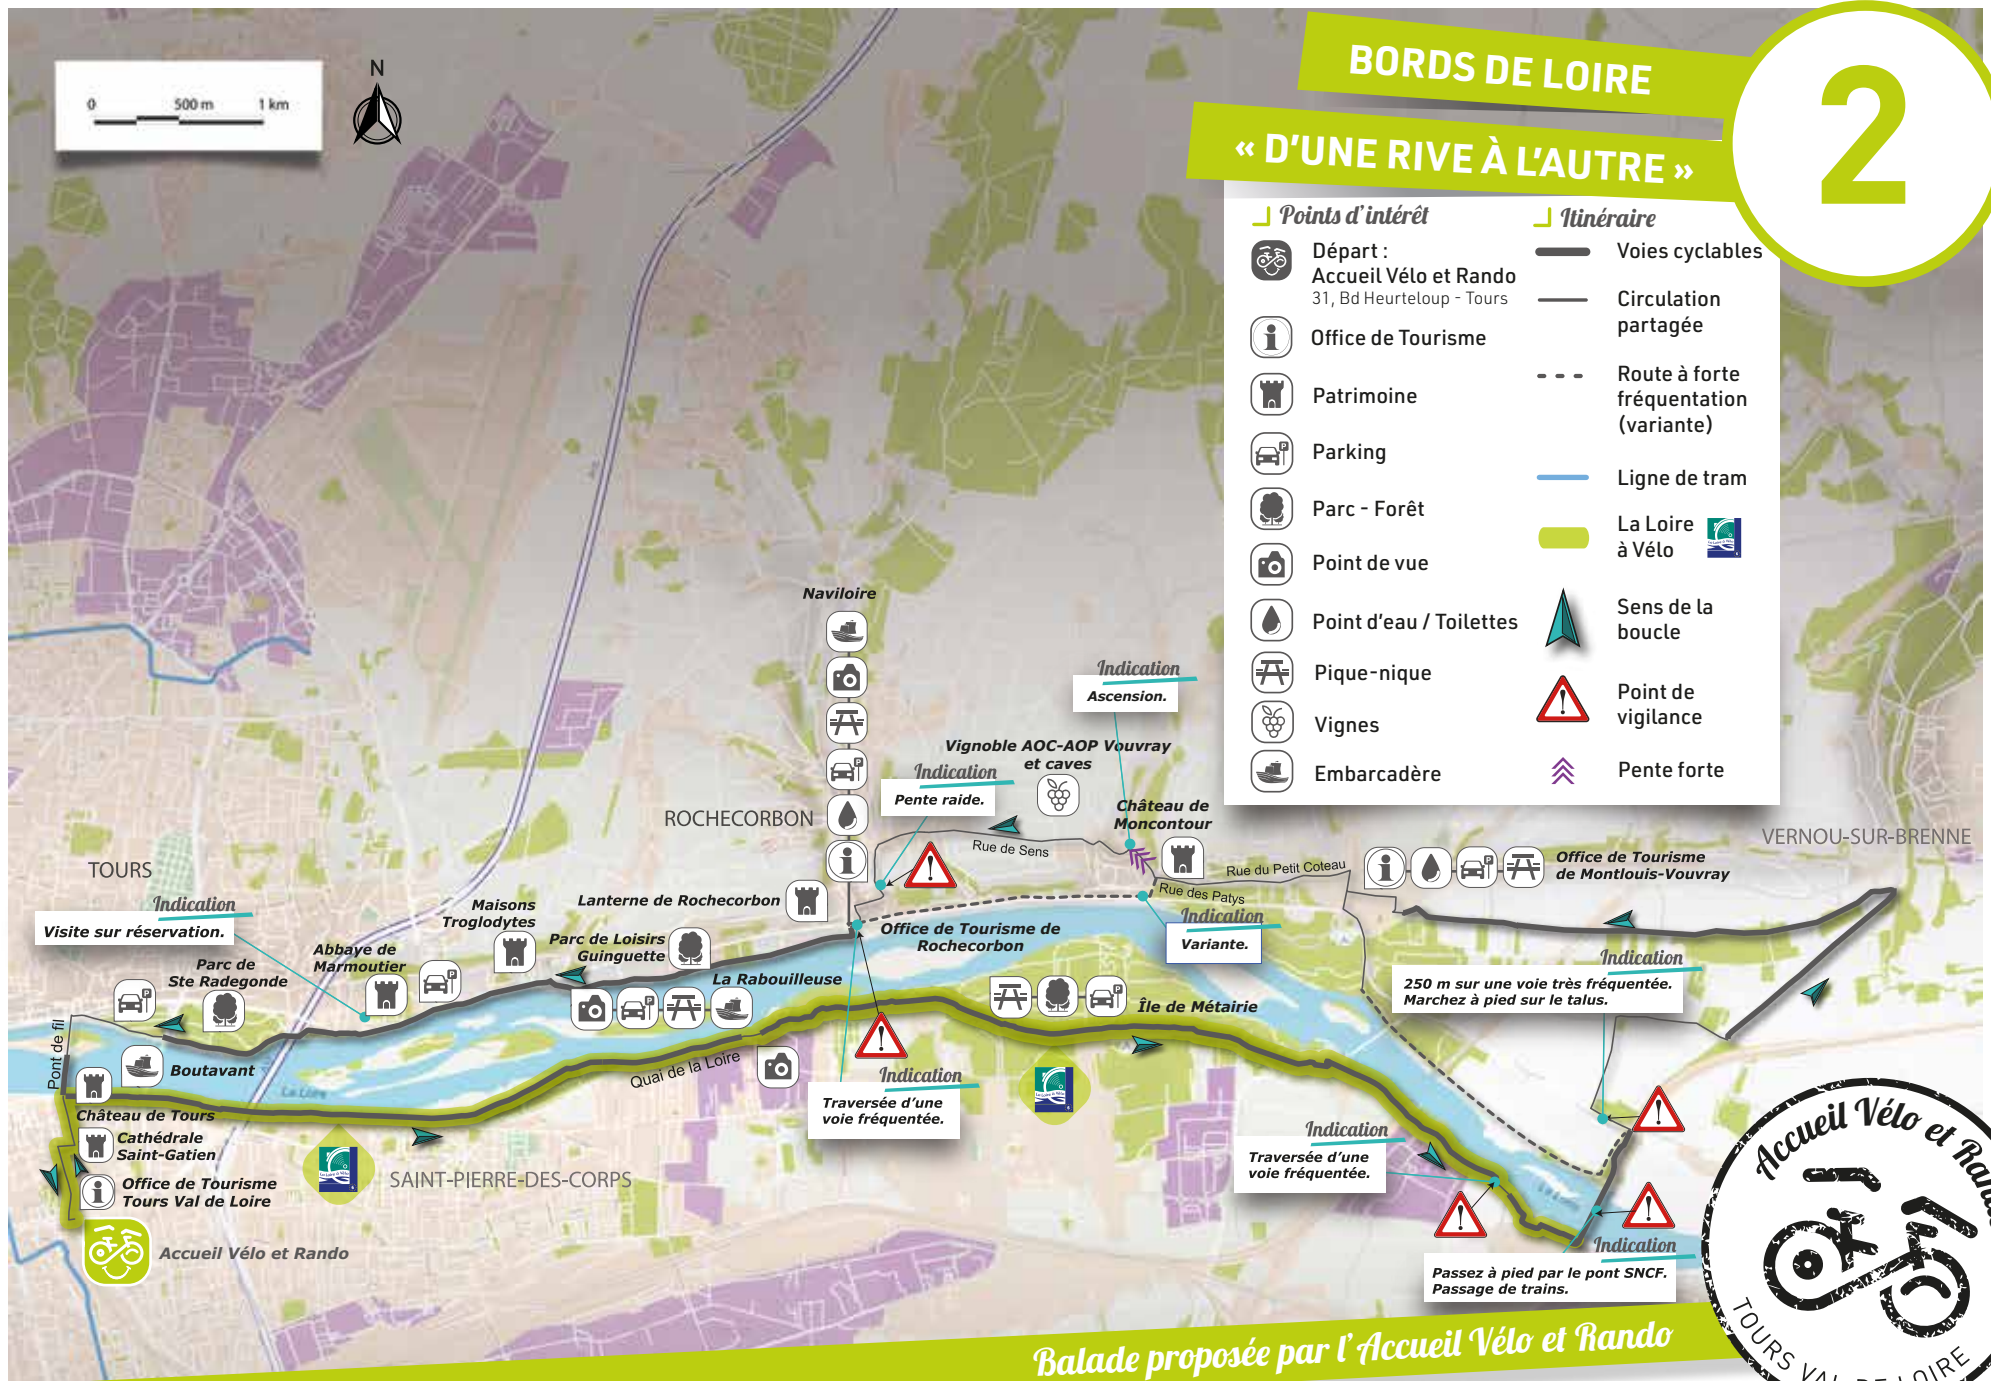 0 500 m 1 km
N
BORDS DE LOIRE
« D'UNE RIVE À L'AUTRE »
2
Points d'intérêt
Départ :
Accueil Vélo et Rando
31, Bd Heurteloup - Tours
Office de Tourisme
Patrimoine
Parking
Parc - Forêt
Point de vue
Point d'eau / Toilettes
Pique-nique
Vignes
Embarcadère
Itinéraire
Voies cyclables
Circulation
partagée
Route à forte
fréquentation
(variante)
Ligne de tram
La Loire
à Vélo
Sens de la
boucle
Point de
vigilance
Pente forte
Naviloire
Indication
Ascension.
Vignoble AOC-AOP Vouvray
et caves
Indication
Pente raide.
Château de
Moncontour
ROCHECORBON
Rue de Sens
Rue du Petit Coteau
Rue des Patys
VERNOU-SUR-BRENNE
Office de Tourisme
de Montlouis-Vouvray
TOURS
Indication
Visite sur réservation.
Maisons
Troglodytes
Lanterne de Rochecorbon
Office de Tourisme de
Rochecorbon
Indication
Variante.
Abbaye de
Marmoutier
Parc de Loisirs
Guinguette
Parc de
Ste Radegonde
La Rabouilleuse
Île de Métairie
Indication
250 m sur une voie très fréquentée.
Marchez à pied sur le talus.
Pont de fil
Boutavant
La Loire
Quai de la Loire
Indication
Traversée d'une
voie fréquentée.
Château de Tours
Cathédrale
Saint-Gatien
Office de Tourisme
Tours Val de Loire
SAINT-PIERRE-DES-CORPS
Accueil Vélo et Rando
Indication
Traversée d'une
voie fréquentée.
Indication
Passez à pied par le pont SNCF.
Passage de trains.
Balade proposée par l'Accueil Vélo et Rando
Accueil Vélo et Rando
TOURS VAL DE LOIRE